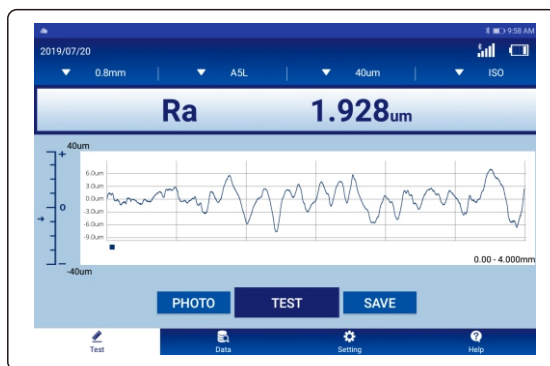 9:58 AM
2019/07/20
0.8mm A5L 40um ISO
Ra 1.928um
40um
+
0
-
-40um
6.0um
3.0um
0.0um
-3.0um
-6.0um
-9.0um
0.00 - 4.000mm
PHOTO TEST SAVE
Test Data Setting Help